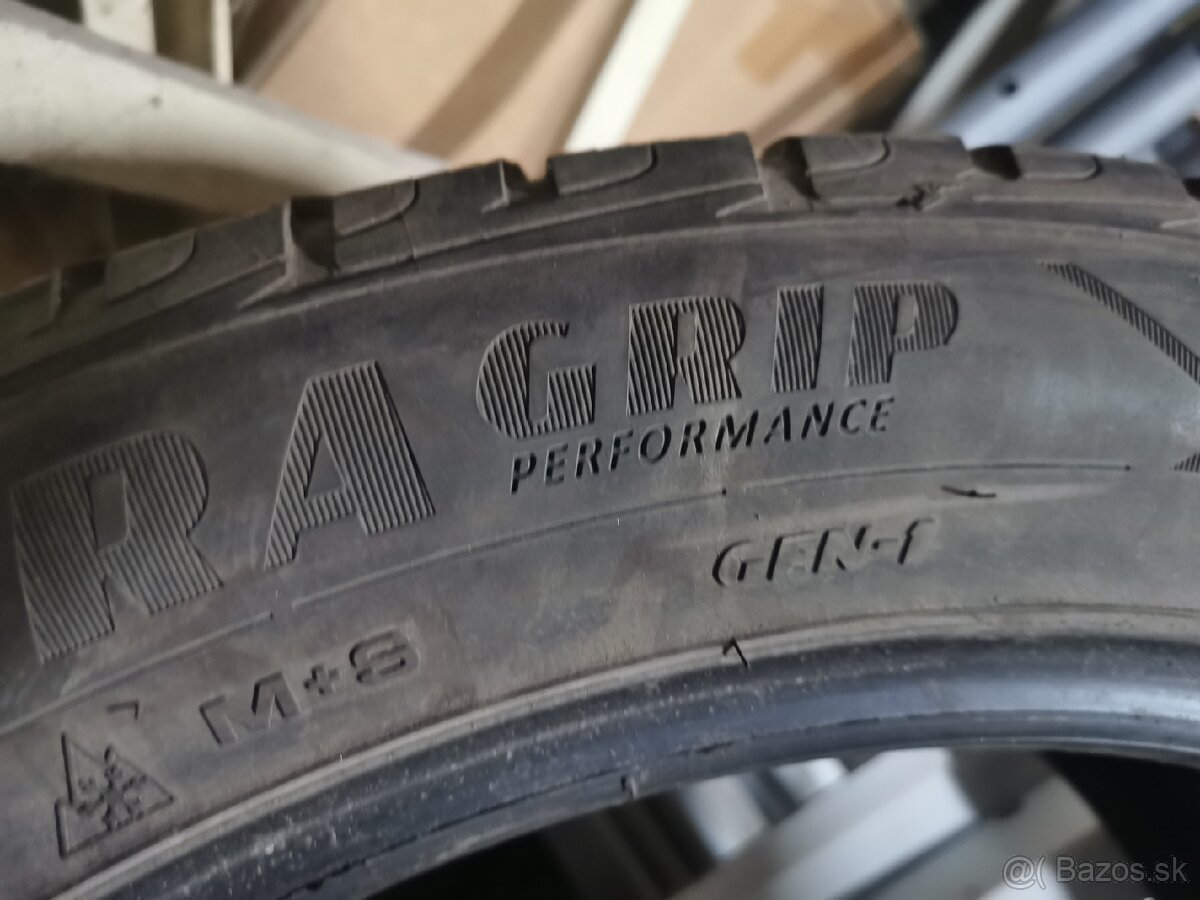 RA GRIP
PERFORMANCE
GEN-1
M+S
@( Bazos.sk